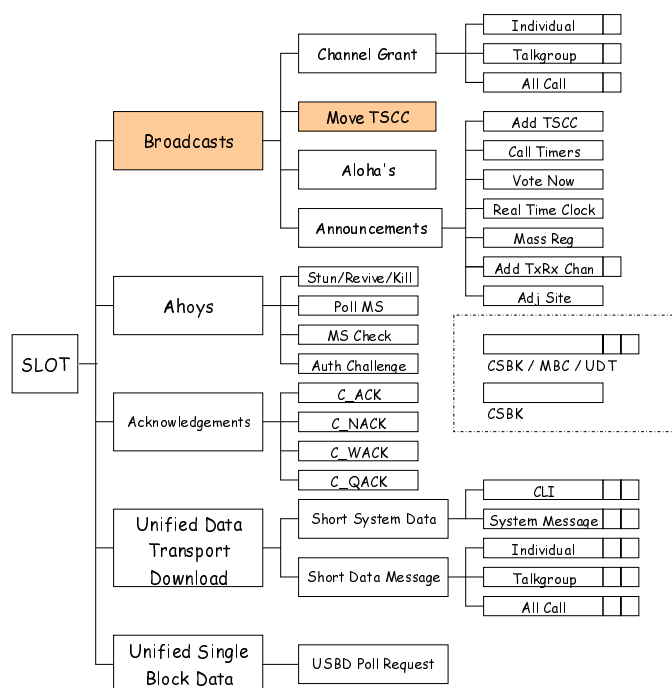 Individual
Channel Grant
Talkgroup
All Call
Move TSCC
Broadcasts
Add TSCC
Call Timers
Aloha's
Vote Now
Real Time Clock
Announcements
Mass Reg
Add TxRx Chan
Adj Site
Stun/Revive/Kill
Ahoys
Poll MS
MS Check
Auth Challenge
SLOT
CSBK / MBC / UDT
CSBK
C_ACK
Acknowledgements
C_NACK
C_WACK
C_QACK
CLI
Short System Data
System Message
Unified Data
Transport
Download
Individual
Short Data Message
Talkgroup
All Call
Unified Single
Block Data
USBD Poll Request